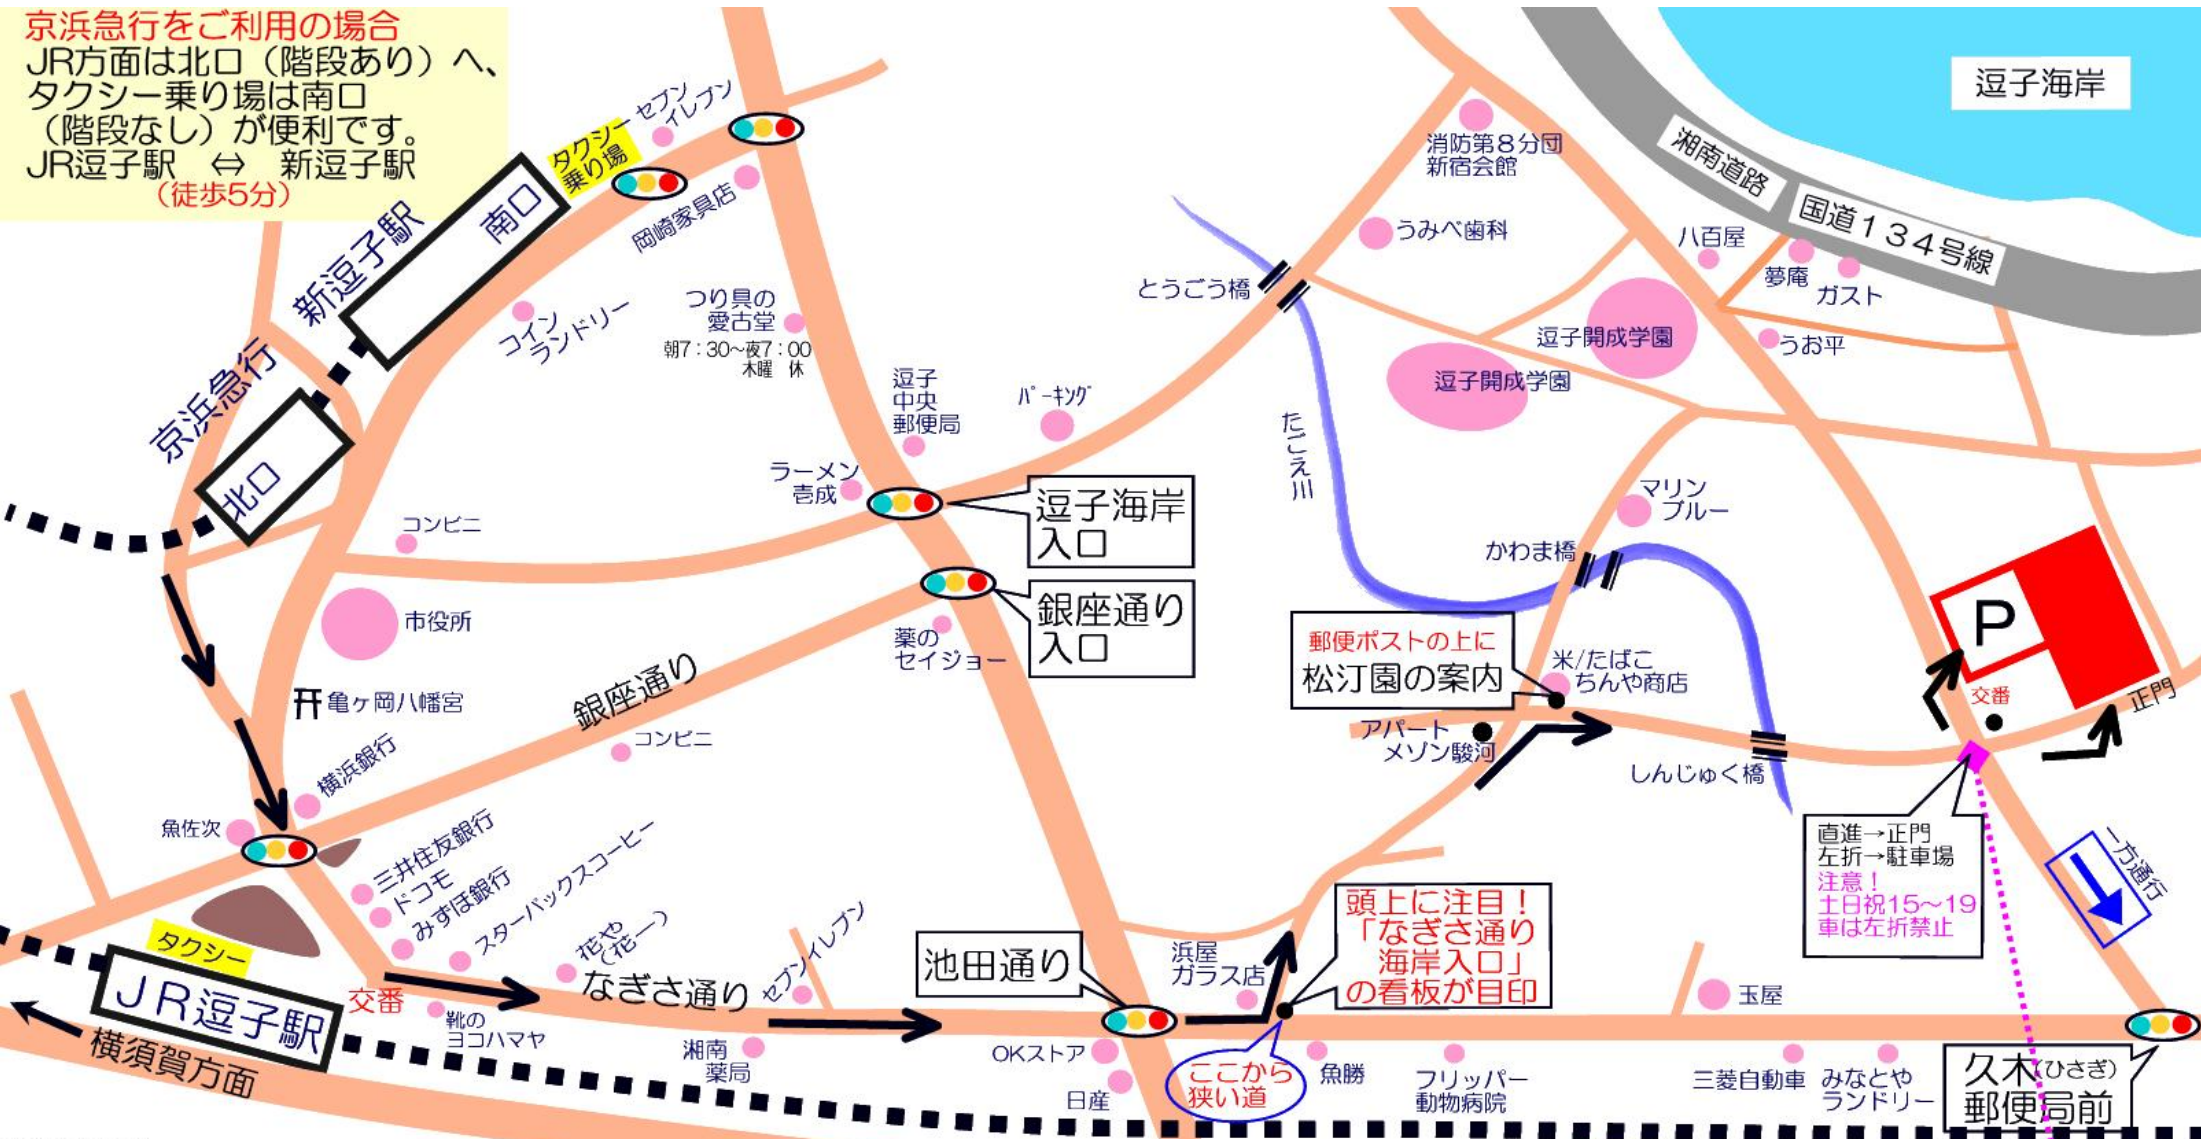 京浜急行をご利用の場合
JR方面は北口（階段あり）へ、
タクシー乗り場は南口
（階段なし）が便利です。
JR逗子駅　⇔　新逗子駅
（徒歩5分）
タクシー
乗り場
セブン
イレブン
南口
新逗子駅
岡崎家具店
京浜急行
北口
コイン
ランドリー
つり具の
愛古堂
朝7：30〜夜7：00
木曜　休
逗子
中央
郵便局
パーキング
ラーメン
壱成
逗子海岸
入口
銀座通り
入口
薬の
セイジョー
コンビニ
市役所
亀ヶ岡八幡宮
銀座通り
コンビニ
横浜銀行
魚佐次
三井住友銀行
ドコモ
みずほ銀行
スターバックスコーヒー
花や
（花一）
セブンイレブン
タクシー
JR逗子駅
交番
なぎさ通り
靴の
ヨコハマヤ
横須賀方面
湘南
薬局
池田通り
OKストア
日産
浜屋
ガラス店
ここから
狭い道
頭上に注目！
「なぎさ通り
海岸入口」
の看板が目印
魚勝
フリッパー
動物病院
玉屋
三菱自動車
みなとや
ランドリー
久木（ひさぎ）
郵便局前
逗子海岸
湘南道路
国道134号線
消防第8分団
新宿会館
うみべ歯科
とうごう橋
八百屋
夢庵
ガスト
うお平
逗子開成学園
逗子開成学園
たごえ川
マリン
ブルー
かわま橋
郵便ポストの上に
松汀園の案内
米/たばこ
ちんや商店
アパート
メゾン駿河
しんじゅく橋
P
交番
正門
直進→正門
左折→駐車場
注意！
土日祝15〜19
車は左折禁止
一方通行